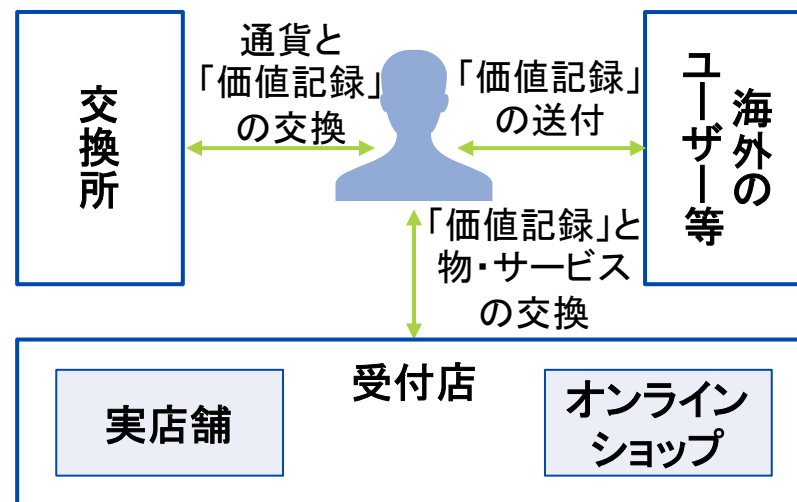 交換所
通貨と
「価値記録」
の交換
「価値記録」
の送付
海外の
ユーザー等
「価値記録」と
物・サービス
の交換
受付店
実店舗
オンライン
ショップ